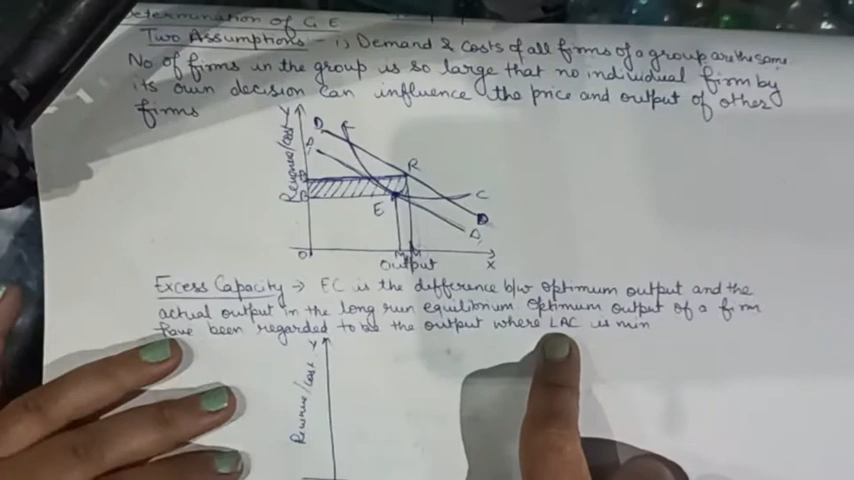 Determination of G E
Two Assumptions - i, Demand & Costs of all firms of a group are the same
No of firms in the group is so large that no individual firm by
its own decision can influence the price and output of other
firms
Y
D
D
R
Revenue/cost
C
E
D
D
O
M
Output
X
Excess Capacity → EC is the difference b/w optimum output and the
actual output in the long run equilibrium optimum output of a firm
have been regarded to be the output where LAC is min
Y
Revenue/cost